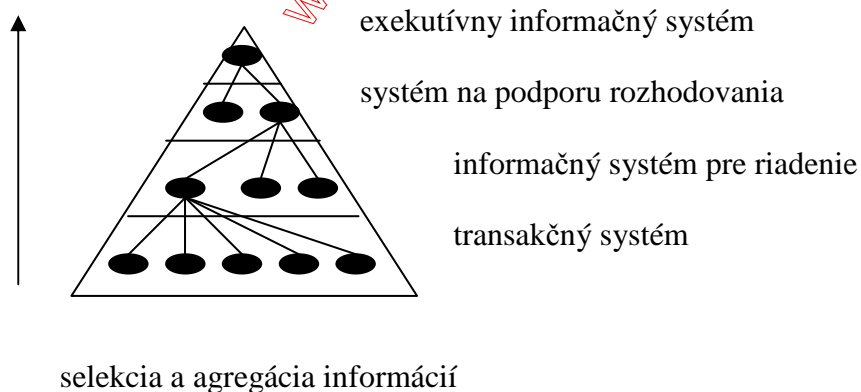 exekutívny informačný systém
systém na podporu rozhodovania
informačný systém pre riadenie
transakčný systém
selekcia a agregácia informácií